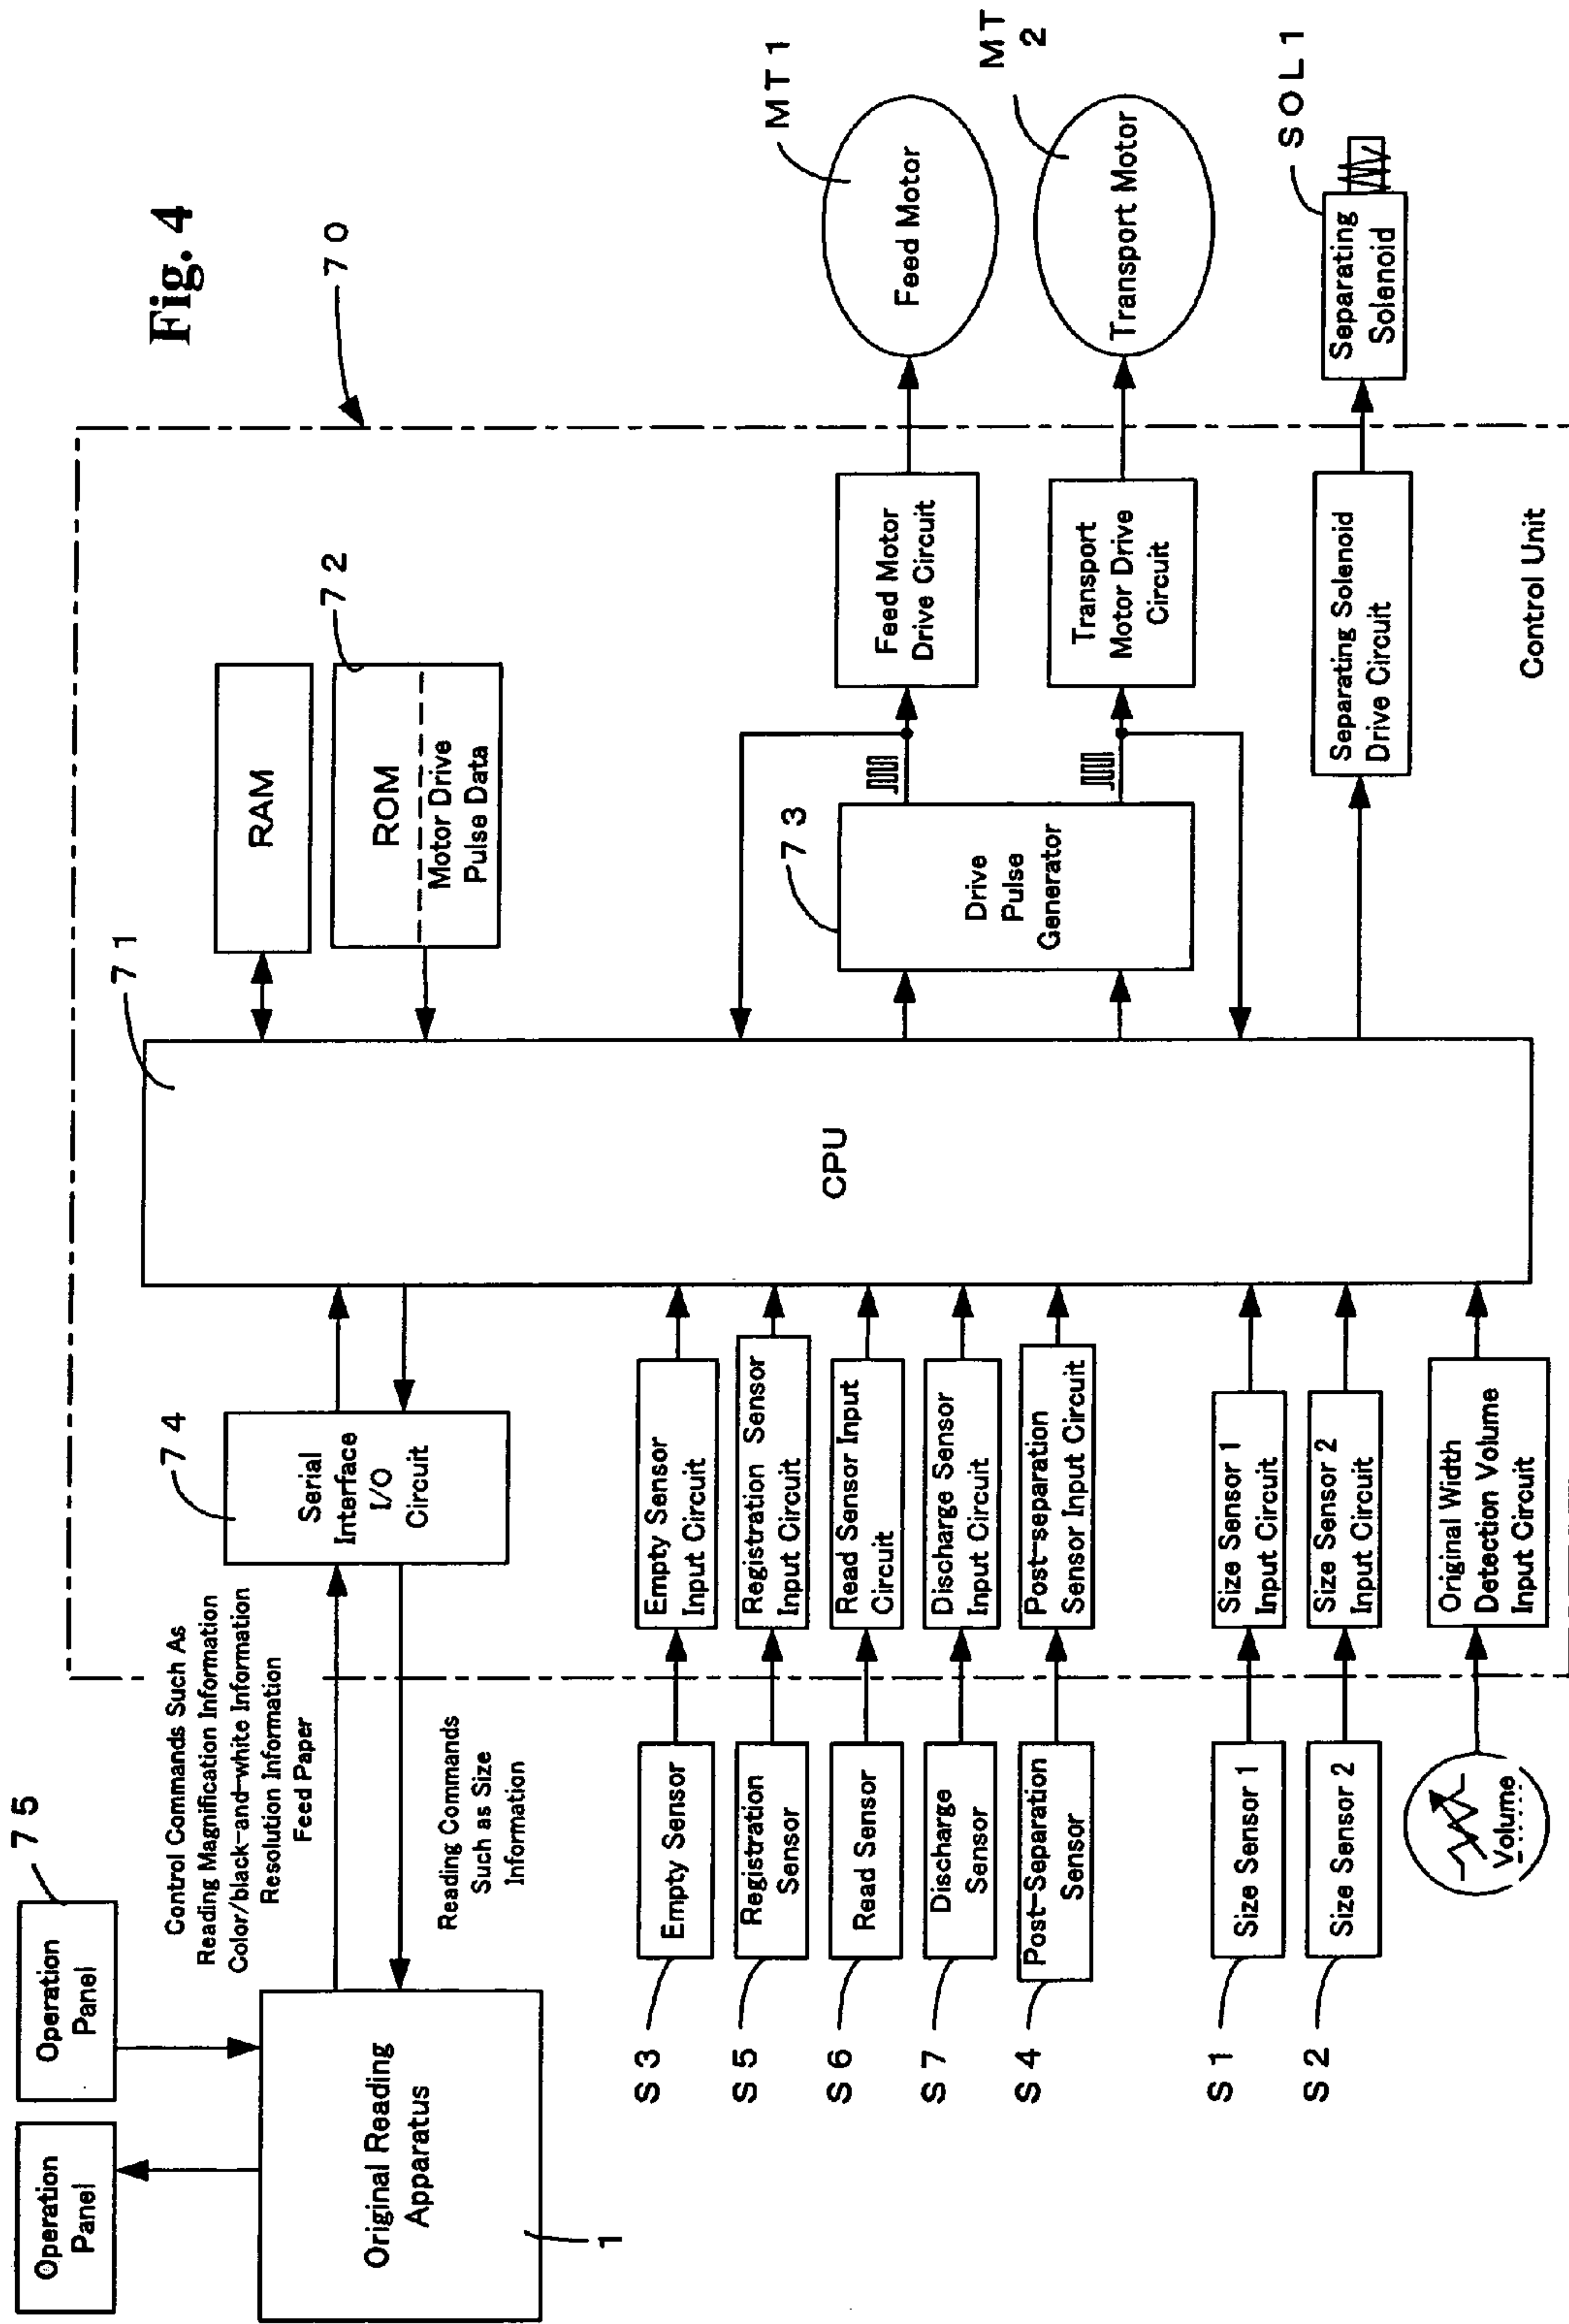 Fig. 4
70
75
Operation
Panel
Operation
Panel
Original Reading
Apparatus
1
Control Commands Such As
Reading Magnification Information
Color/black-and-white Information
Resolution Information
Feed Paper
Reading Commands
Such as Size
Information
74
Serial
Interface
I/O
Circuit
71
CPU
RAM
72
ROM
Motor Drive
Pulse Data
73
Drive
Pulse
Generator
Feed Motor
Drive Circuit
Feed Motor
MT1
Transport
Motor Drive
Circuit
Transport Motor
MT
2
Separating Solenoid
Drive Circuit
Separating
Solenoid
SOL1
Control Unit
S3
Empty Sensor
Empty Sensor
Input Circuit
S5
Registration
Sensor
Registration Sensor
Input Circuit
S6
Read Sensor
Read Sensor Input
Circuit
S7
Discharge
Sensor
Discharge Sensor
Input Circuit
S4
Post-Separation
Sensor
Post-separation
Sensor Input Circuit
S1
Size Sensor 1
Size Sensor 1
Input Circuit
S2
Size Sensor 2
Size Sensor 2
Input Circuit
Volume
Original Width
Detection Volume
Input Circuit